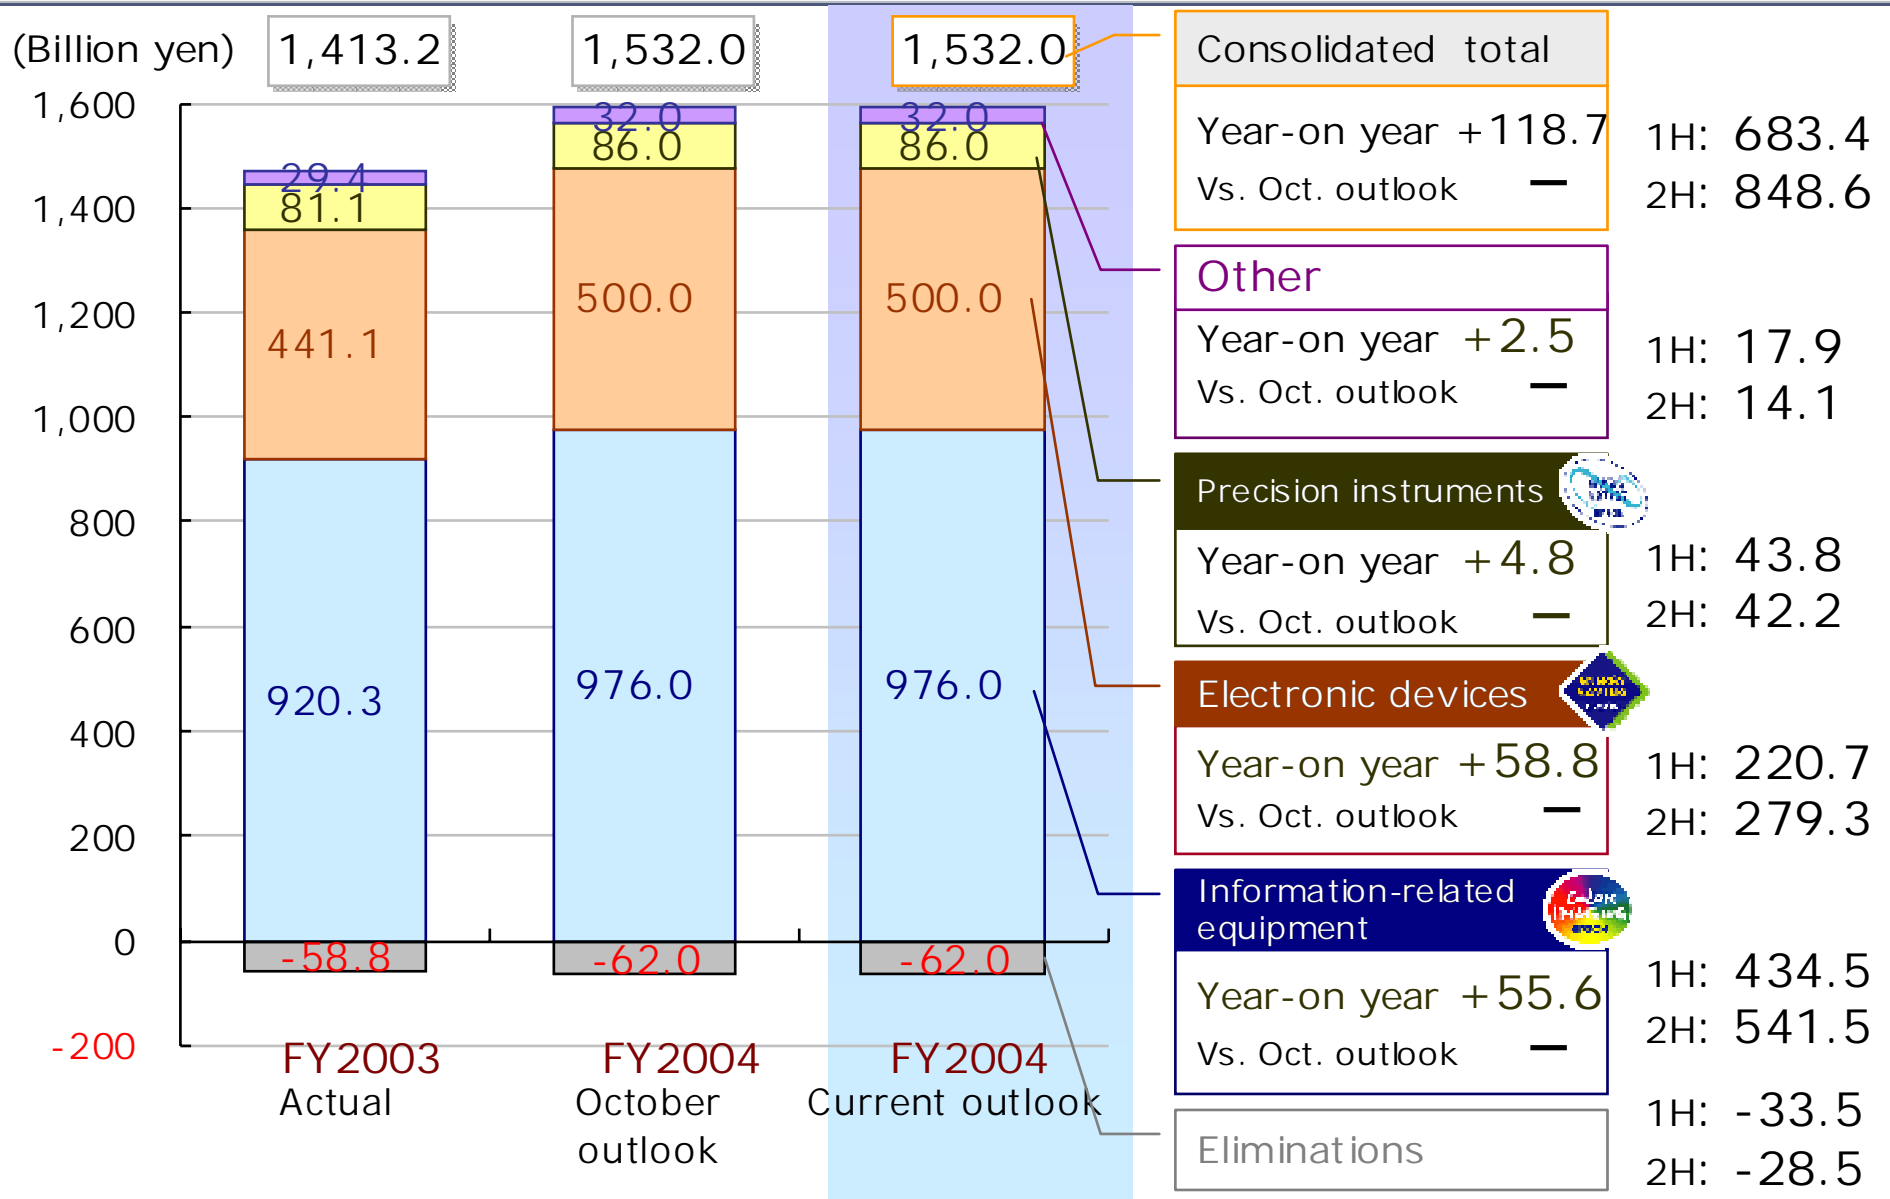 (Billion yen)
1,413.2
1,532.0
1,532.0
1,600
1,400
1,200
1,000
800
600
400
200
0
-200
29.4
81.1
441.1
920.3
-58.8
32.0
86.0
500.0
976.0
-62.0
32.0
86.0
500.0
976.0
-62.0
FY2003
Actual
FY2004
October
outlook
FY2004
Current outlook
Consolidated total
Year-on year +118.7
Vs. Oct. outlook —
1H: 683.4
2H: 848.6
Other
Year-on year +2.5
Vs. Oct. outlook —
1H: 17.9
2H: 14.1
Precision instruments
Year-on year +4.8
Vs. Oct. outlook —
1H: 43.8
2H: 42.2
Electronic devices
Year-on year +58.8
Vs. Oct. outlook —
1H: 220.7
2H: 279.3
Information-related
equipment
Year-on year +55.6
Vs. Oct. outlook —
1H: 434.5
2H: 541.5
Eliminations
1H: -33.5
2H: -28.5